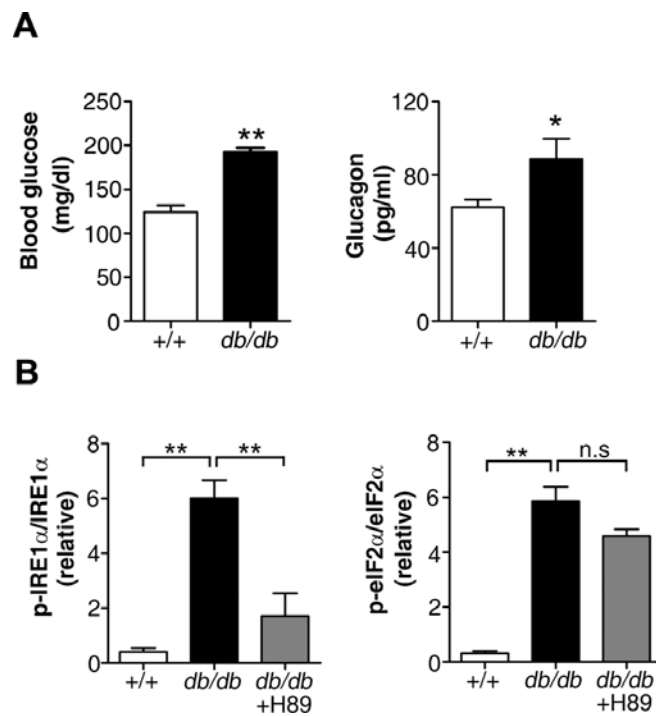 A
Blood glucose
(mg/dl)
250
200
150
100
50
0
**
+/+
db/db
Glucagon
(pg/ml)
120
80
40
0
*
+/+
db/db
B
p-IRE1α/IRE1α
(relative)
8
6
4
2
0
**
**
+/+
db/db
db/db
+H89
p-eIF2α/eIF2α
(relative)
8
6
4
2
0
**
n.s
+/+
db/db
db/db
+H89